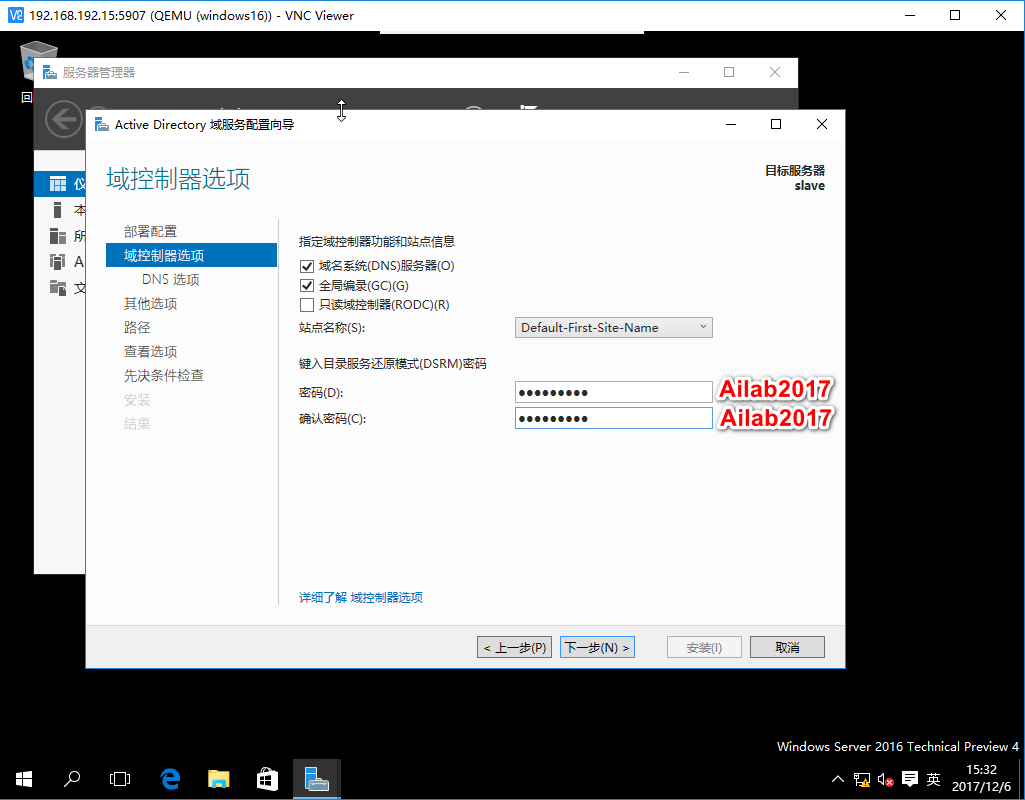 192.168.192.15:5907 (QEMU (windows16)) - VNC Viewer
服务器管理器
Active Directory 域服务配置向导
域控制器选项
目标服务器
slave
部署配置
域控制器选项
DNS 选项
其他选项
路径
查看选项
先决条件检查
安装
结果
指定域控制器功能和站点信息
域名系统(DNS)服务器(O)
全局编录(GC)(G)
只读域控制器(RODC)(R)
站点名称(S): Default-First-Site-Name
键入目录服务还原模式(DSRM)密码
密码(D): ●●●●●●●●● Ailab2017
确认密码(C): ●●●●●●●●● Ailab2017
详细了解 域控制器选项
< 上一步(P) 下一步(N) > 安装(I) 取消
Windows Server 2016 Technical Preview 4
英 15:32
2017/12/6